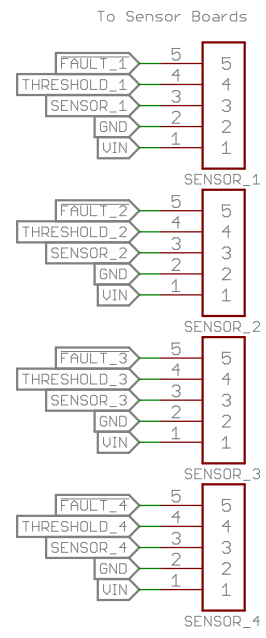 To Sensor Boards
FAULT_1 5 5
THRESHOLD_1 4 4
SENSOR_1 3 3
GND 2 2
VIN 1 1
SENSOR_1
FAULT_2 5 5
THRESHOLD_2 4 4
SENSOR_2 3 3
GND 2 2
VIN 1 1
SENSOR_2
FAULT_3 5 5
THRESHOLD_3 4 4
SENSOR_3 3 3
GND 2 2
VIN 1 1
SENSOR_3
FAULT_4 5 5
THRESHOLD_4 4 4
SENSOR_4 3 3
GND 2 2
VIN 1 1
SENSOR_4